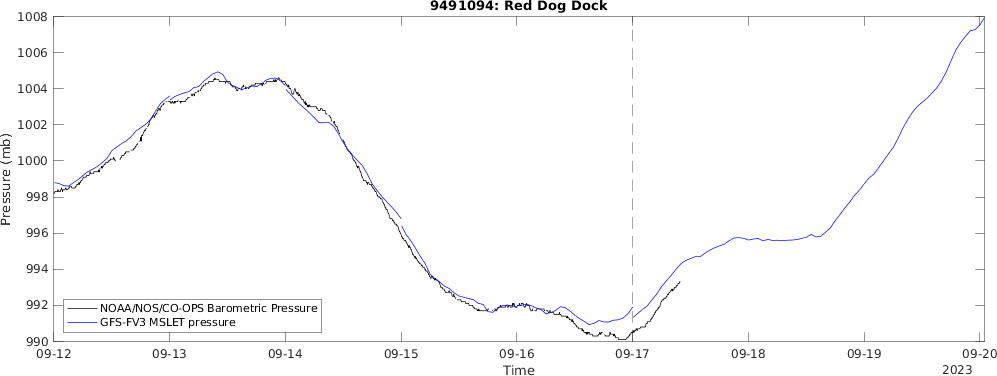 9491094: Red Dog Dock
1008
1006
1004
1002
1000
998
996
994
992
990
Pressure (mb)
NOAA/NOS/CO-OPS Barometric Pressure
GFS-FV3 MSLET pressure
09-12 09-13 09-14 09-15 09-16 09-17 09-18 09-19 09-20
Time
2023